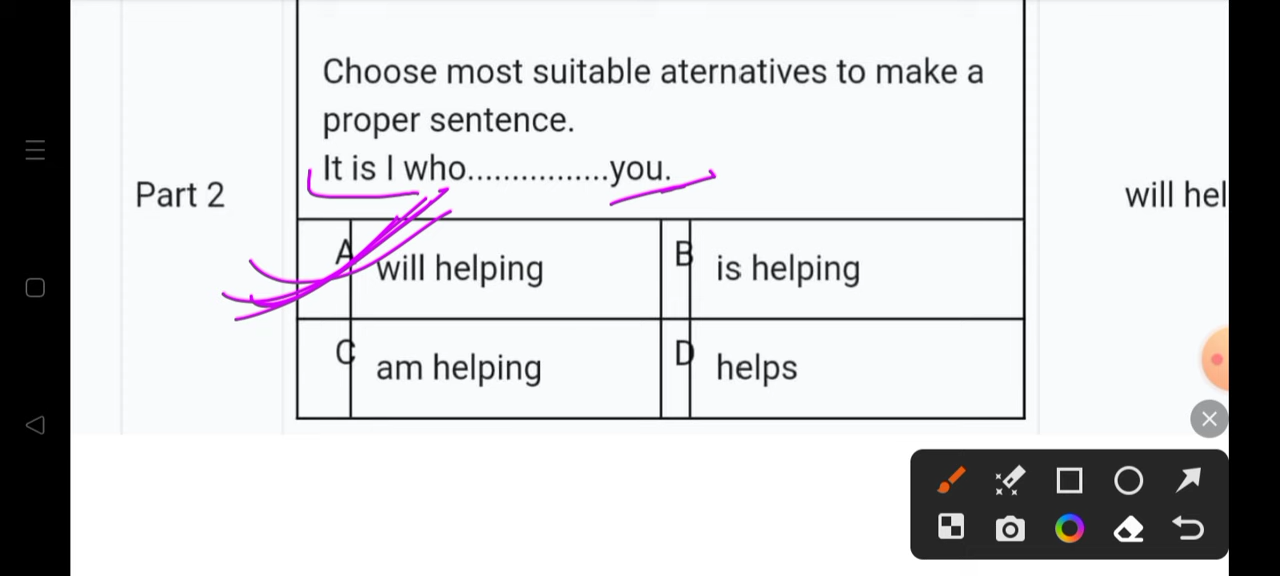 Choose most suitable aternatives to make a
proper sentence.
It is I who................you.
Part 2
will hel
A will helping
B is helping
C am helping
D helps